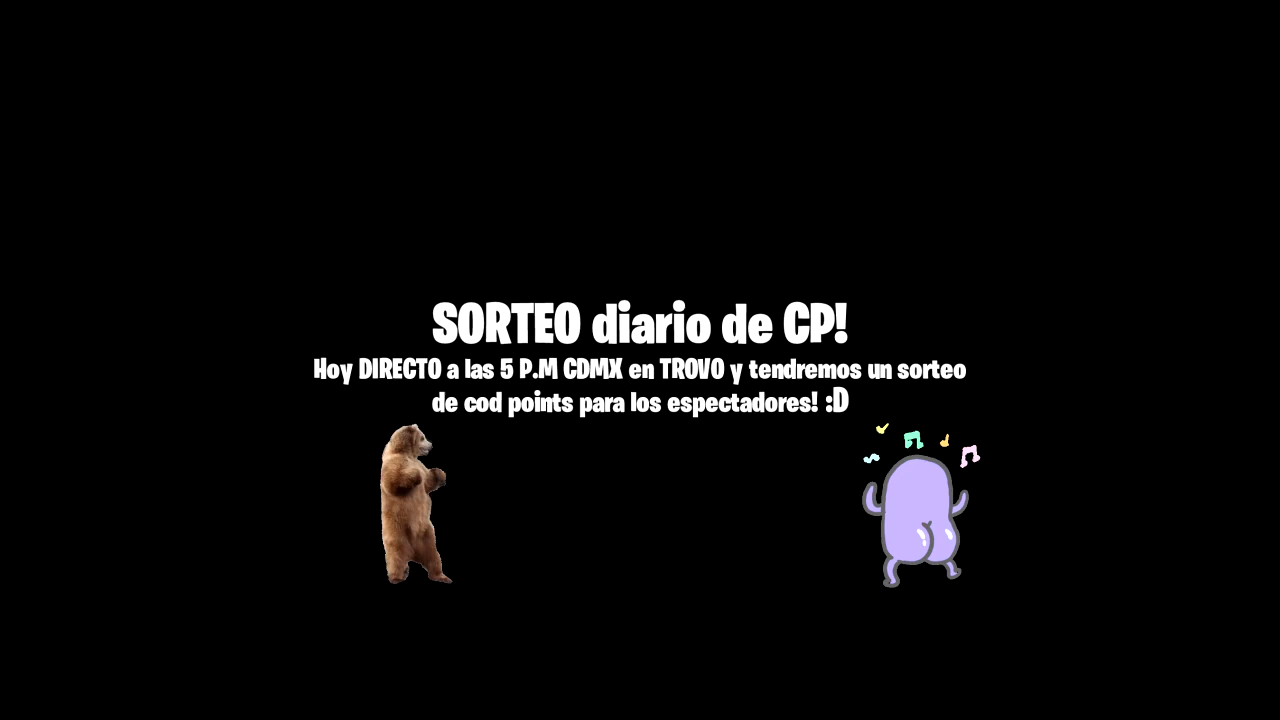 SORTEO diario de CP!
Hoy DIRECTO a las 5 P.M CDMX en TROVO y tendremos un sorteo
de cod points para los espectadores! :D